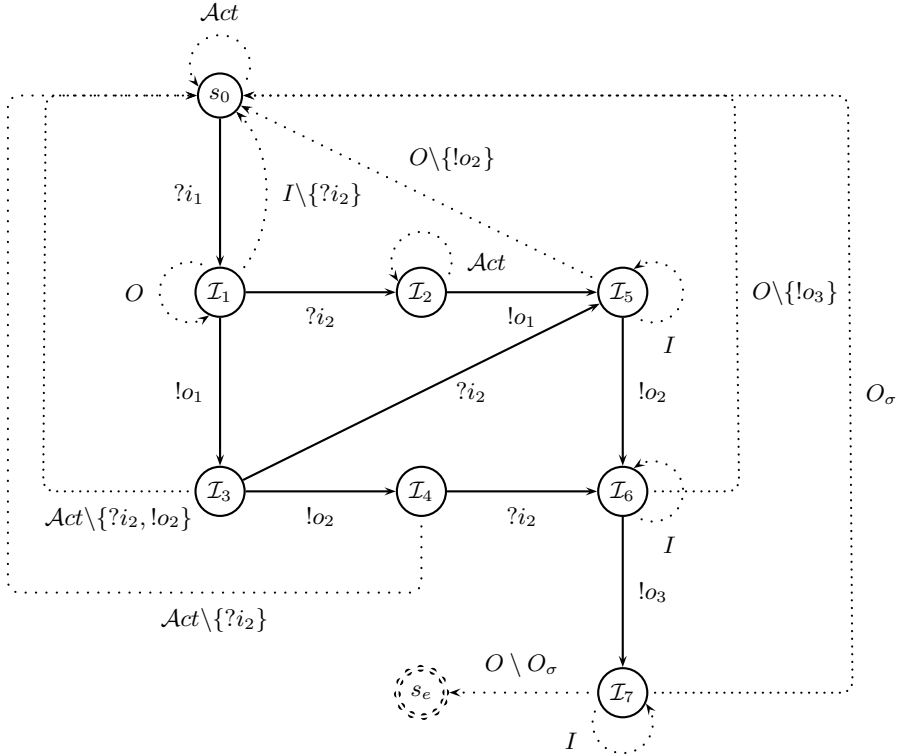 Act
s₀
O\{!o₂}
?i₁
I\{?i₂}
Act
O
ℐ₁
ℐ₂
ℐ₅
O\{!o₃}
?i₂
!o₁
I
!o₁
?i₂
!o₂
O_σ
ℐ₃
ℐ₄
ℐ₆
Act\{?i₂, !o₂}
!o₂
?i₂
I
!o₃
Act\{?i₂}
O \ O_σ
s_e
ℐ₇
I